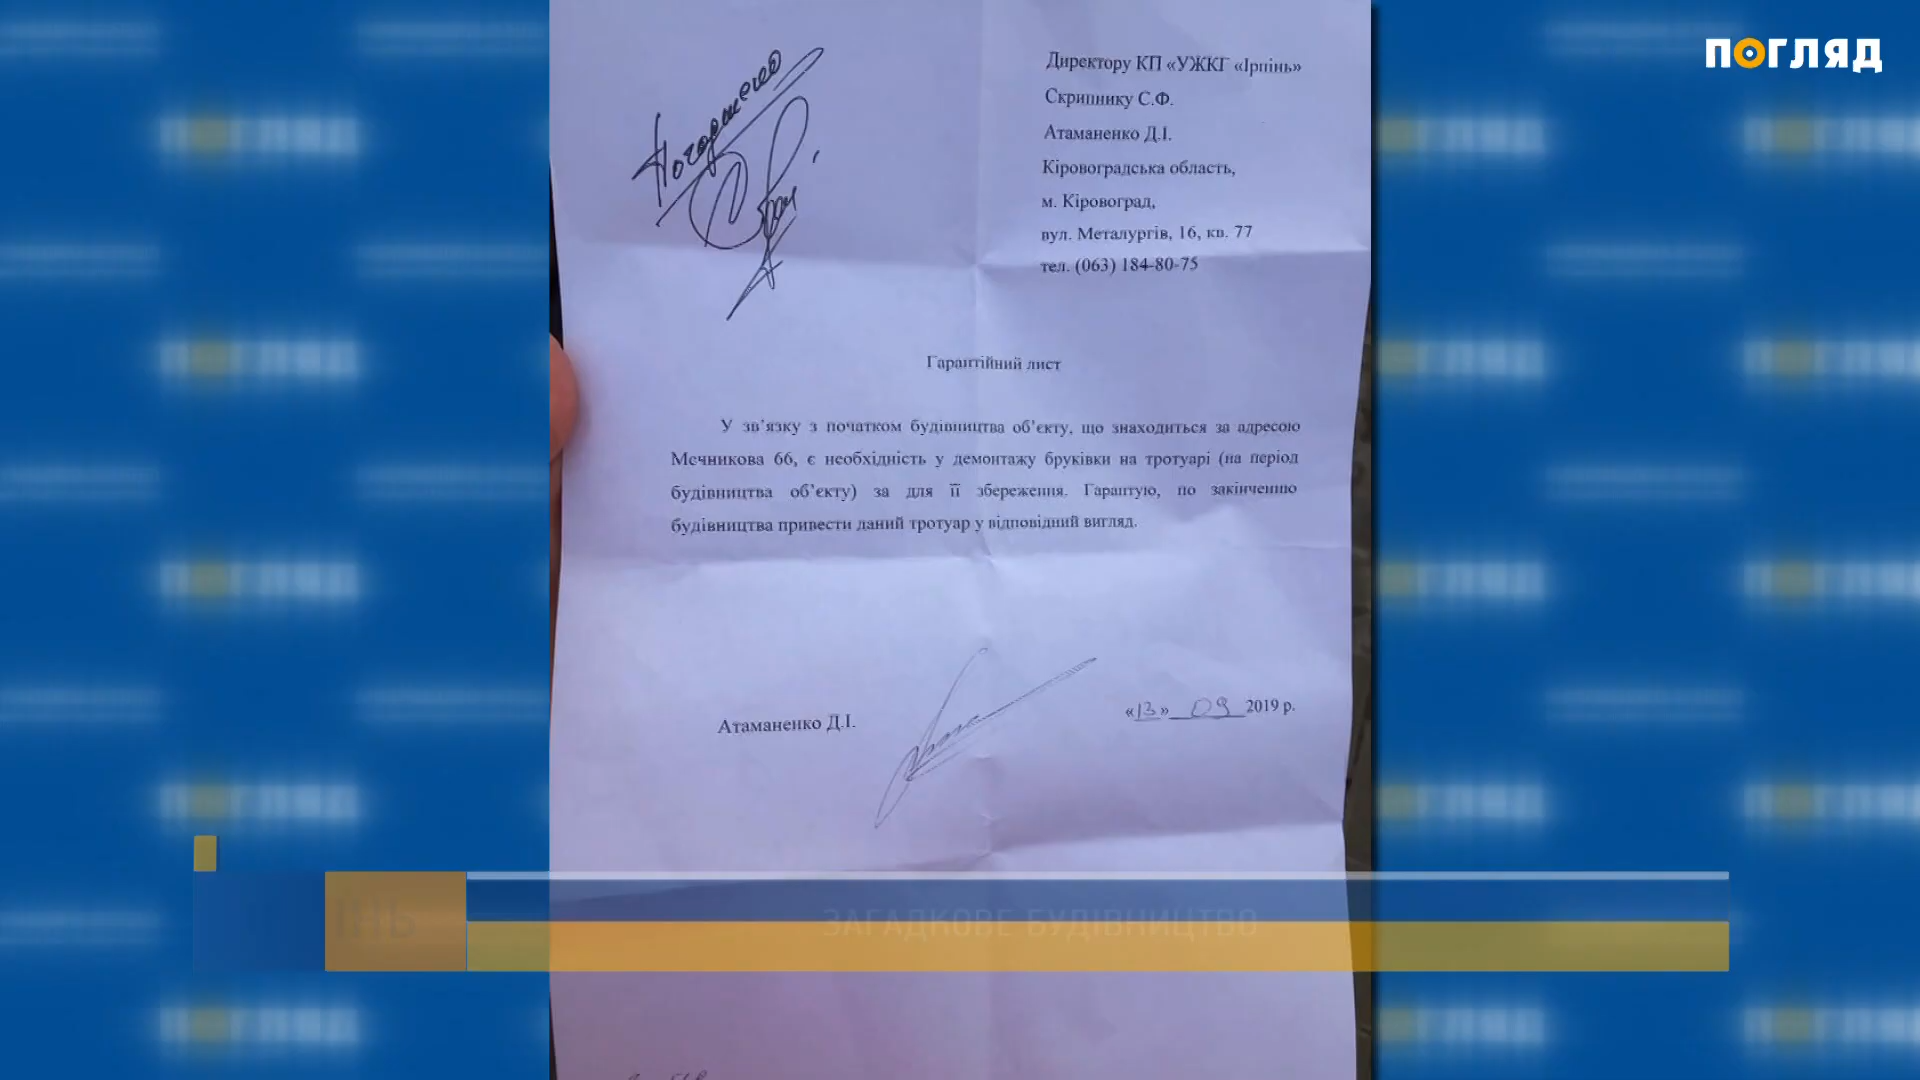 ПОГЛЯД
Погоджено
Директору КП «УЖКГ «Ірпінь»
Скрипнику С.Ф.
Атаманенко Д.І.
Кіровоградська область,
м. Кіровоград,
вул. Металургів, 16, кв. 77
тел. (063) 184-80-75
Гарантійний лист
У зв’язку з початком будівництва об’єкту, що знаходиться за адресою
Мечникова 66, є необхідність у демонтажу бруківки на тротуарі (на період
будівництва об’єкту) за для її збереження. Гарантую, по закінченню
будівництва привести даний тротуар у відповідний вигляд.
Атаманенко Д.І.
«13» 09 2019 р.
ІНЬ
ЗАГАДКОВЕ БУДІВНИЦТВО